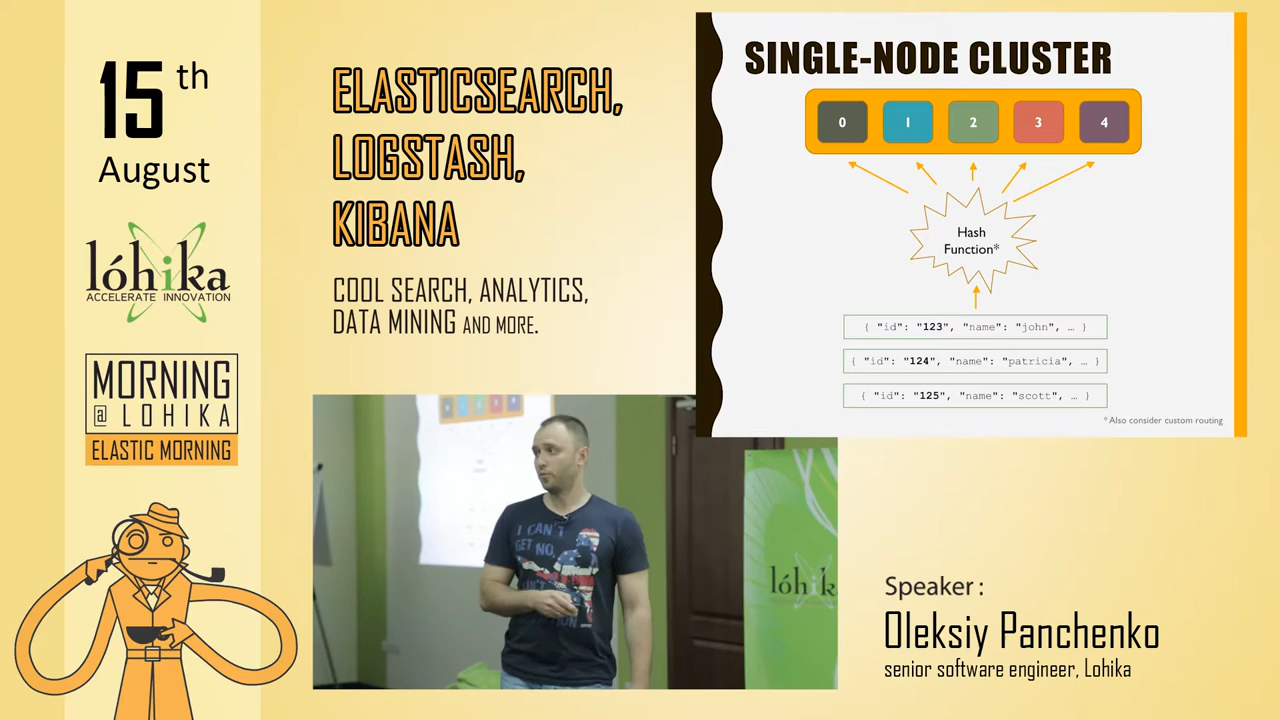 15 th
August
lóhika
ACCELERATE INNOVATION
MORNING
@ LOHIKA
ELASTIC MORNING
ELASTICSEARCH,
LOGSTASH,
KIBANA
COOL SEARCH, ANALYTICS,
DATA MINING AND MORE.
SINGLE-NODE CLUSTER
0 1 2 3 4
Hash
Function*
{ "id": "123", "name": "john", … }
{ "id": "124", "name": "patricia", … }
{ "id": "125", "name": "scott", … }
* Also consider custom routing
I CAN'T
GET NO
lóhika
Speaker :
Oleksiy Panchenko
senior software engineer, Lohika